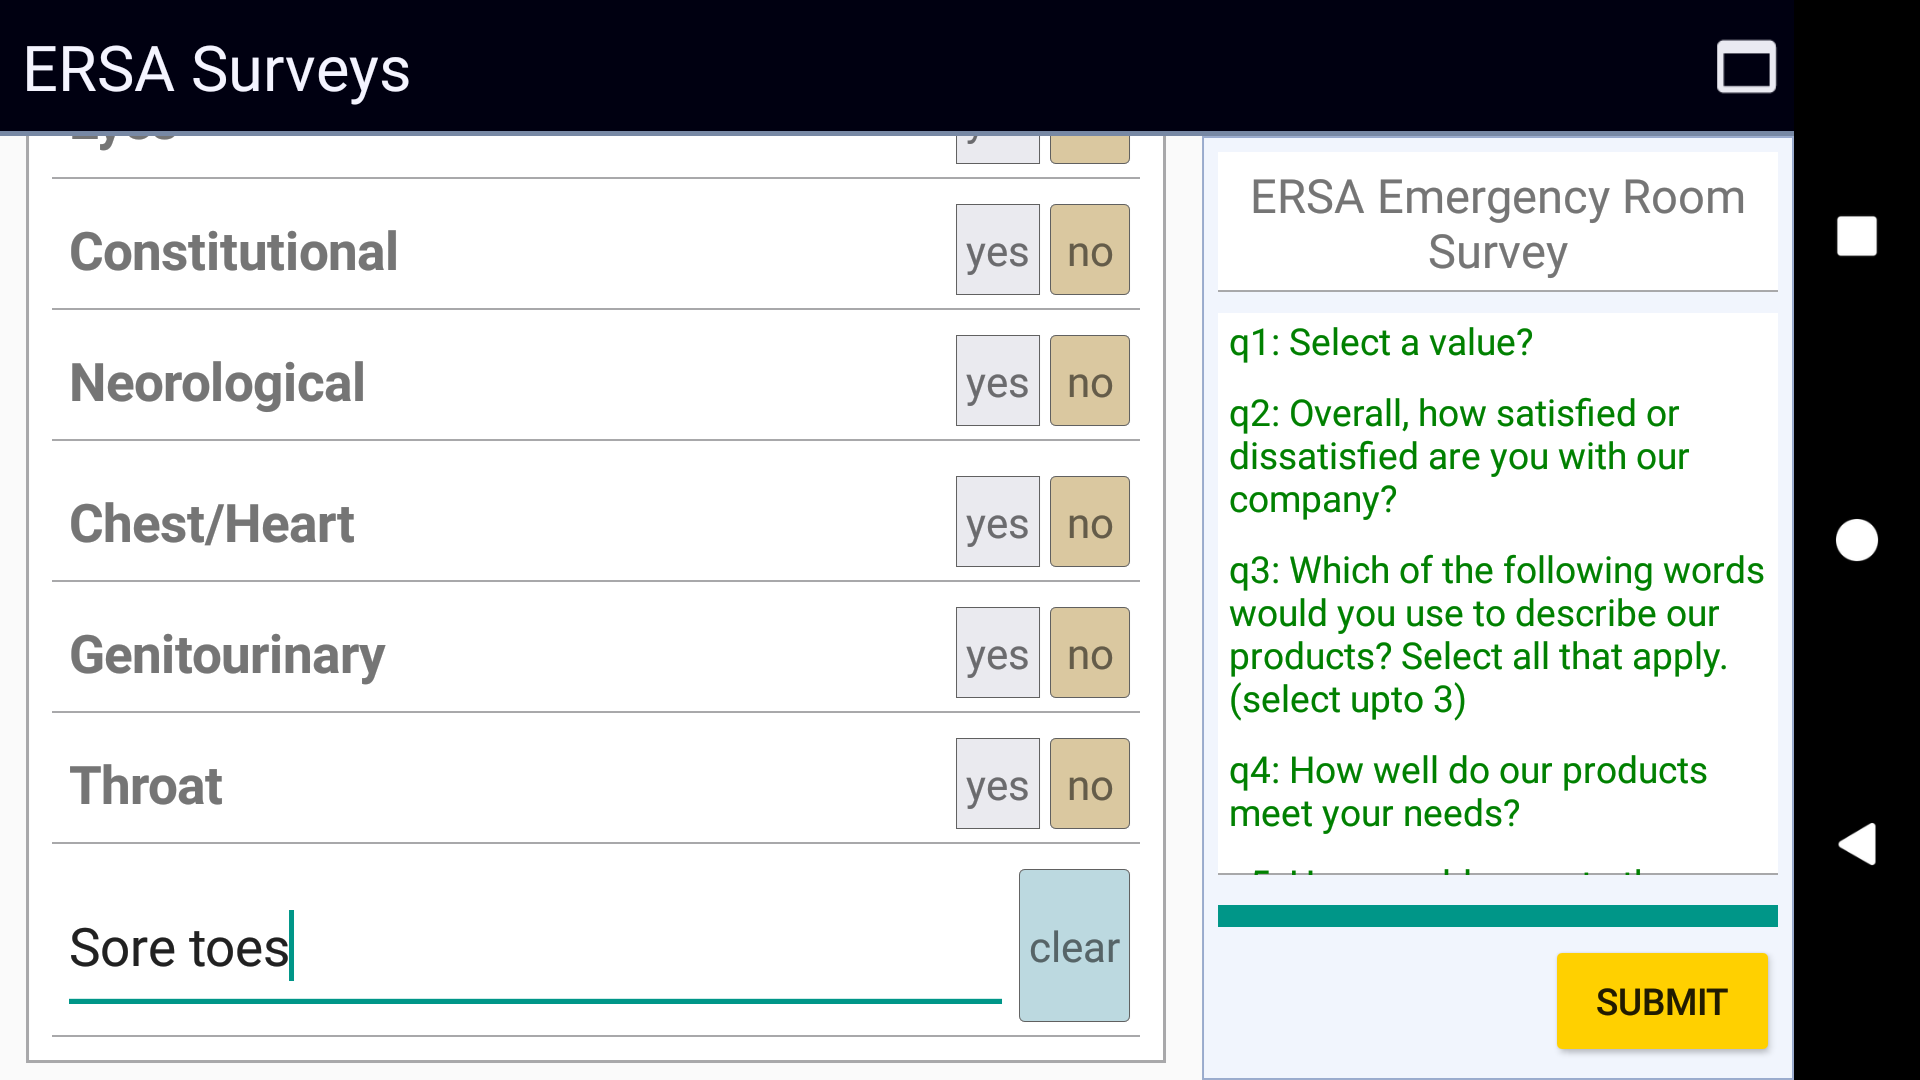 ERSA Surveys
Constitutional yes no
Neorological yes no
Chest/Heart yes no
Genitourinary yes no
Throat yes no
Sore toes clear
ERSA Emergency Room
Survey
q1: Select a value?
q2: Overall, how satisfied or
dissatisfied are you with our
company?
q3: Which of the following words
would you use to describe our
products? Select all that apply.
(select upto 3)
q4: How well do our products
meet your needs?
SUBMIT